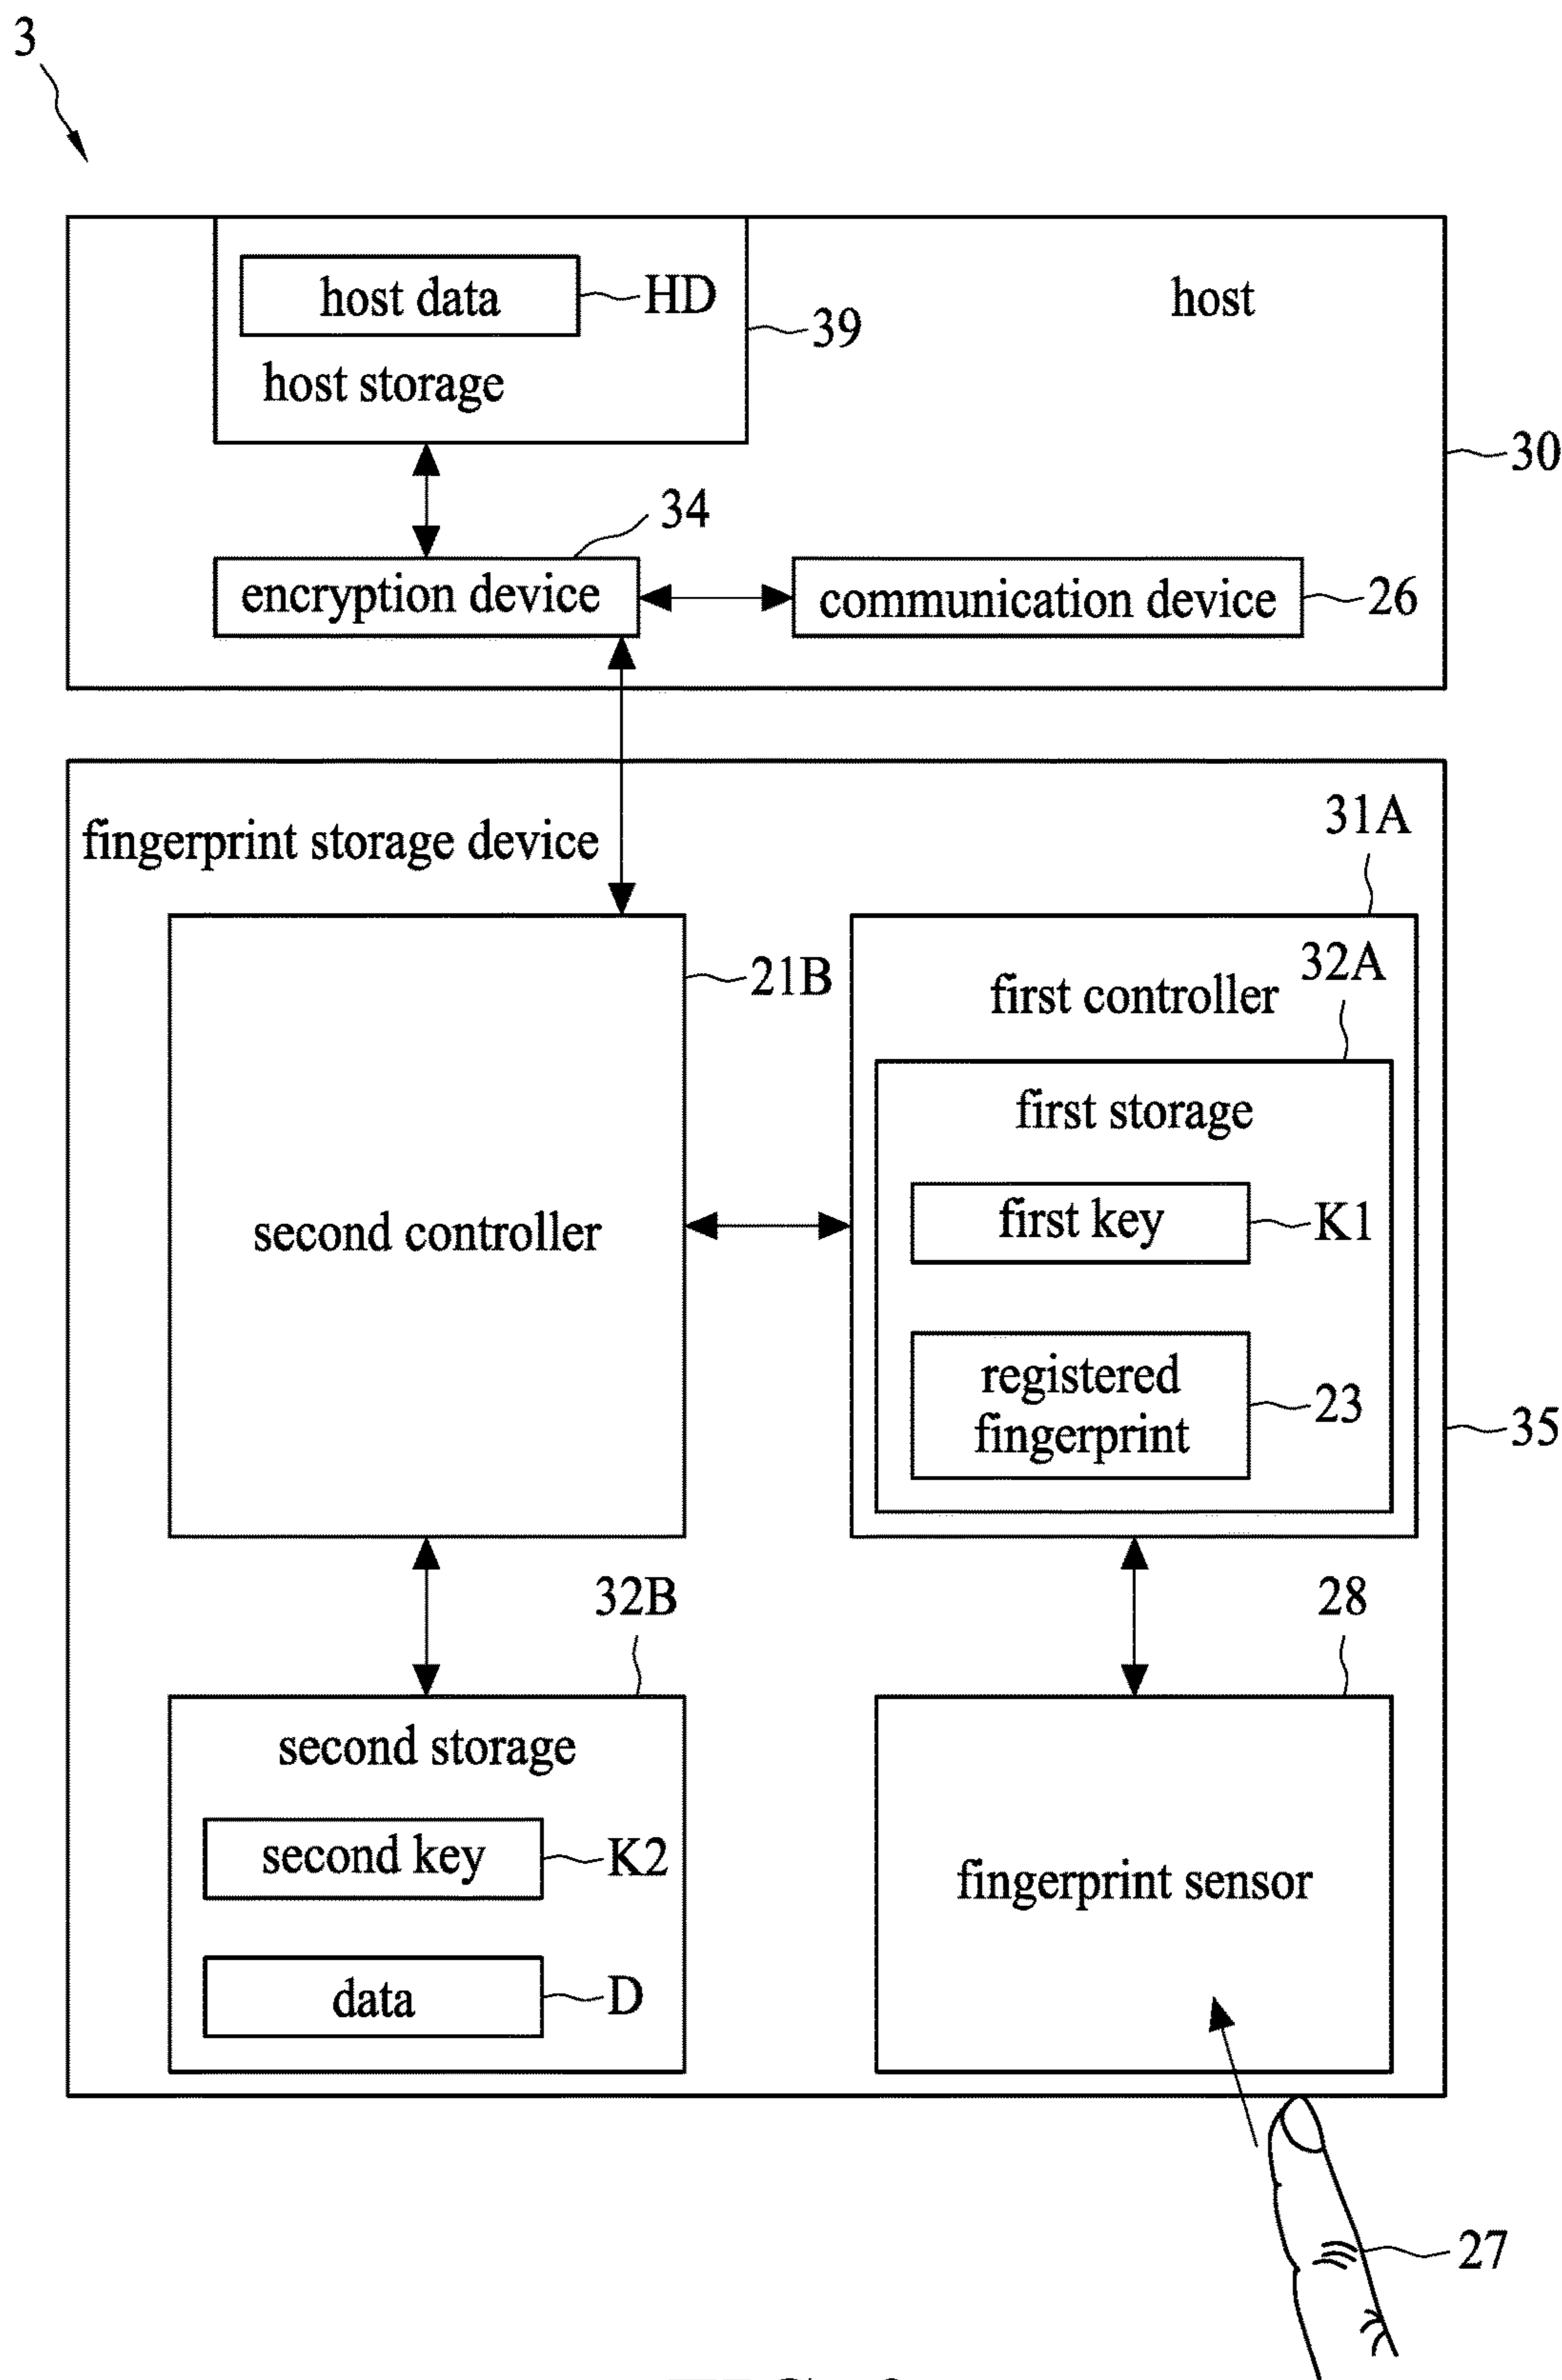 3
host data
HD
host
39
host storage
30
34
encryption device
communication device
26
fingerprint storage device
31A
21B
32A
first controller
first storage
second controller
first key
K1
registered
fingerprint
23
35
32B
28
second storage
second key
K2
fingerprint sensor
data
D
27